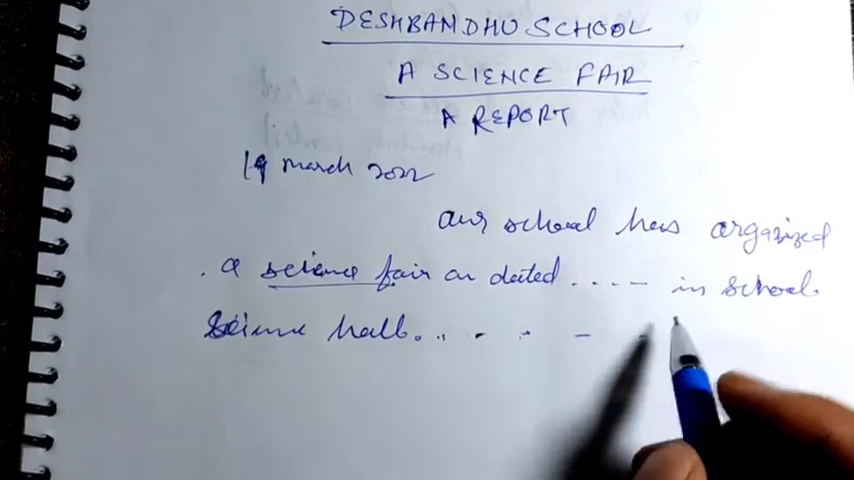 DESHBANDHU SCHOOL
A SCIENCE FAIR
A REPORT
19 march 2022
our school has orgazized
. a science fair on dated ..... in school
Science hall... - . -